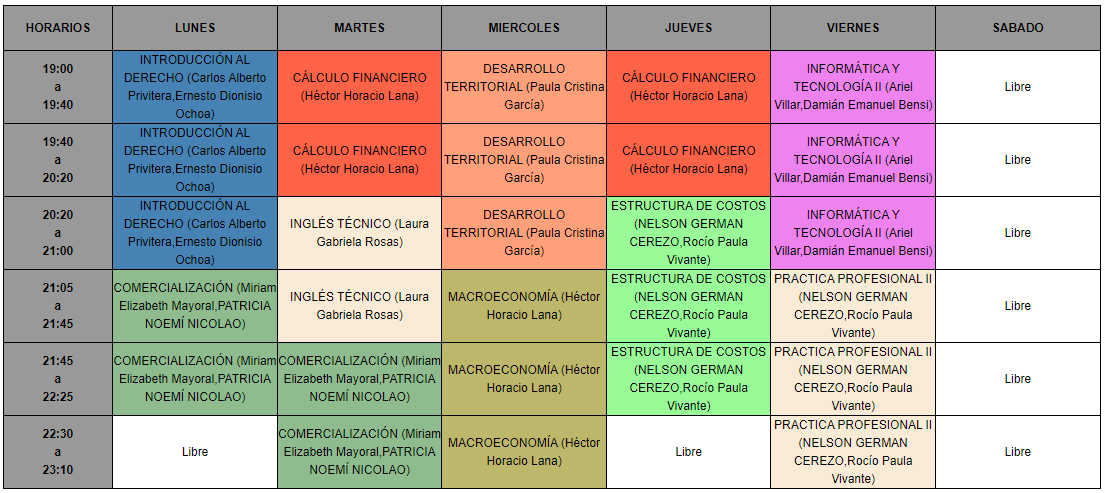 HORARIOS
LUNES
MARTES
MIERCOLES
JUEVES
VIERNES
SABADO
19:00
a
19:40
INTRODUCCIÓN AL
DERECHO (Carlos Alberto
Privitera,Ernesto Dionisio
Ochoa)
CÁLCULO FINANCIERO
(Héctor Horacio Lana)
DESARROLLO
TERRITORIAL (Paula Cristina
García)
CÁLCULO FINANCIERO
(Héctor Horacio Lana)
INFORMÁTICA Y
TECNOLOGÍA II (Ariel
Villar,Damián Emanuel Bensi)
Libre
19:40
a
20:20
INTRODUCCIÓN AL
DERECHO (Carlos Alberto
Privitera,Ernesto Dionisio
Ochoa)
CÁLCULO FINANCIERO
(Héctor Horacio Lana)
DESARROLLO
TERRITORIAL (Paula Cristina
García)
CÁLCULO FINANCIERO
(Héctor Horacio Lana)
INFORMÁTICA Y
TECNOLOGÍA II (Ariel
Villar,Damián Emanuel Bensi)
Libre
20:20
a
21:00
INTRODUCCIÓN AL
DERECHO (Carlos Alberto
Privitera,Ernesto Dionisio
Ochoa)
INGLÉS TÉCNICO (Laura
Gabriela Rosas)
DESARROLLO
TERRITORIAL (Paula Cristina
García)
ESTRUCTURA DE COSTOS
(NELSON GERMAN
CEREZO,Rocío Paula
Vivante)
INFORMÁTICA Y
TECNOLOGÍA II (Ariel
Villar,Damián Emanuel Bensi)
Libre
21:05
a
21:45
COMERCIALIZACIÓN (Miriam
Elizabeth Mayoral,PATRICIA
NOEMÍ NICOLAO)
INGLÉS TÉCNICO (Laura
Gabriela Rosas)
MACROECONOMÍA (Héctor
Horacio Lana)
ESTRUCTURA DE COSTOS
(NELSON GERMAN
CEREZO,Rocío Paula
Vivante)
PRACTICA PROFESIONAL II
(NELSON GERMAN
CEREZO,Rocío Paula
Vivante)
Libre
21:45
a
22:25
COMERCIALIZACIÓN (Miriam
Elizabeth Mayoral,PATRICIA
NOEMÍ NICOLAO)
COMERCIALIZACIÓN (Miriam
Elizabeth Mayoral,PATRICIA
NOEMÍ NICOLAO)
MACROECONOMÍA (Héctor
Horacio Lana)
ESTRUCTURA DE COSTOS
(NELSON GERMAN
CEREZO,Rocío Paula
Vivante)
PRACTICA PROFESIONAL II
(NELSON GERMAN
CEREZO,Rocío Paula
Vivante)
Libre
22:30
a
23:10
Libre
COMERCIALIZACIÓN (Miriam
Elizabeth Mayoral,PATRICIA
NOEMÍ NICOLAO)
MACROECONOMÍA (Héctor
Horacio Lana)
Libre
PRACTICA PROFESIONAL II
(NELSON GERMAN
CEREZO,Rocío Paula
Vivante)
Libre